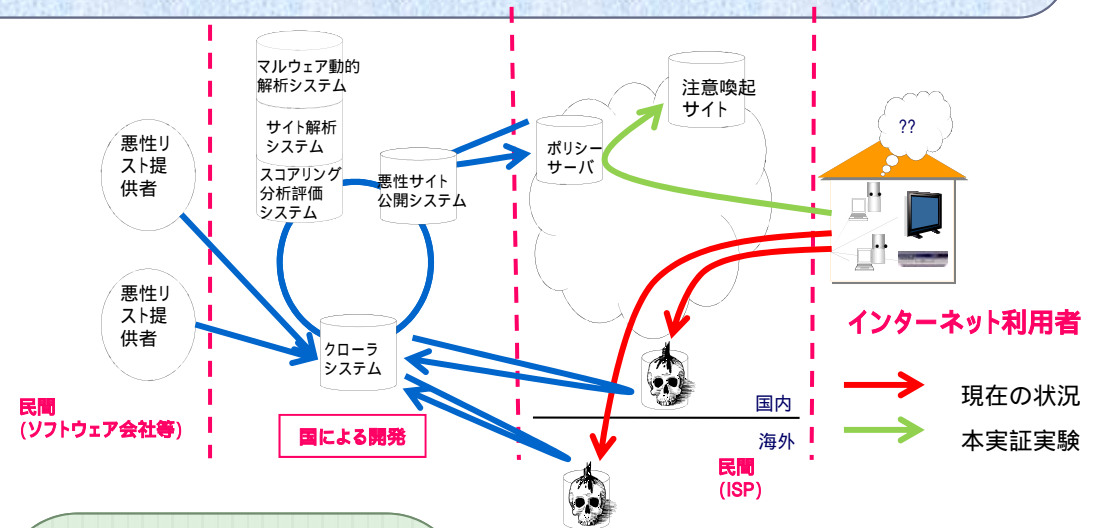 マルウェア動的
解析システム
サイト解析
システム
スコアリング
分析評価
システム
悪性リ
スト提
供者
悪性リ
スト提
供者
悪性サイト
公開システム
クローラ
システム
ポリシー
サーバ
注意喚起
サイト
??
インターネット利用者
現在の状況
本実証実験
国内
海外
民間
(ソフトウェア会社等)
国による開発
民間
(ISP)